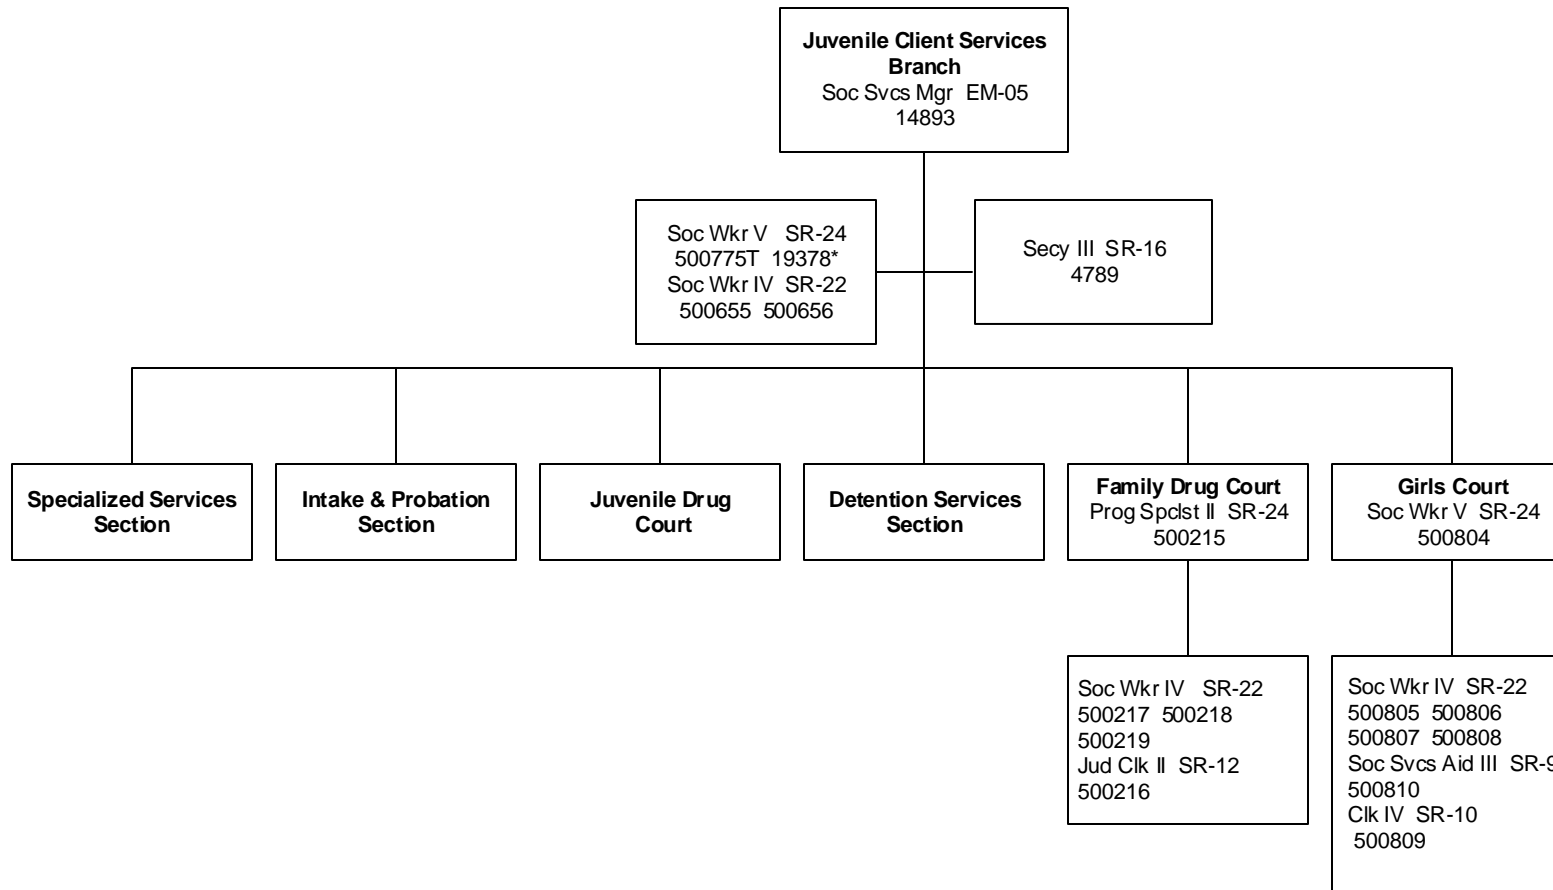 Juvenile Client Services
Branch
Soc Svcs Mgr EM-05
14893
Soc Wkr V SR-24
500775T 19378*
Soc Wkr IV SR-22
500655 500656
Secy III SR-16
4789
Specialized Services
Section
Intake & Probation
Section
Juvenile Drug
Court
Detention Services
Section
Family Drug Court
Prog Spclst II SR-24
500215
Girls Court
Soc Wkr V SR-24
500804
Soc Wkr IV SR-22
500217 500218
500219
Jud Clk II SR-12
500216
Soc Wkr IV SR-22
500805 500806
500807 500808
Soc Svcs Aid III SR-9
500810
Clk IV SR-10
500809